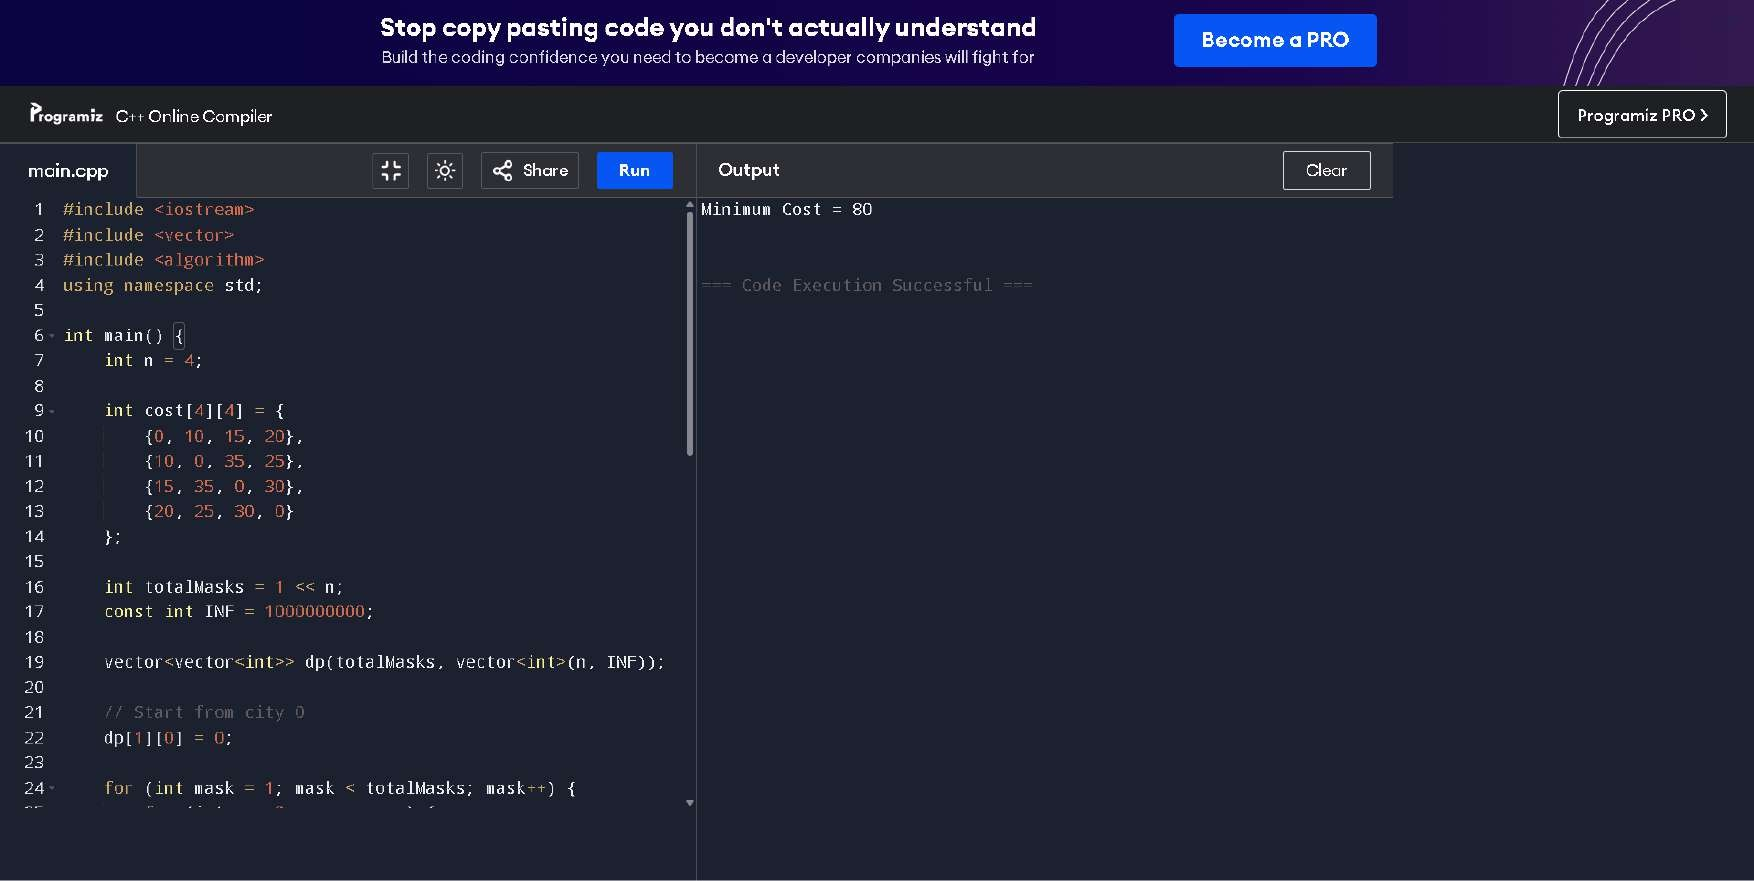 Stop copy pasting code you don't actually understand
Build the coding confidence you need to become a developer companies will fight for
Become a PRO
Programiz
C++ Online Compiler
Programiz PRO
main.cpp
Share
Run
Output
Clear
1 #include <iostream>
2 #include <vector>
3 #include <algorithm>
4 using namespace std;
5
6 int main() {
7 int n = 4;
8
9 int cost[4][4] = {
10 {0, 10, 15, 20},
11 {10, 0, 35, 25},
12 {15, 35, 0, 30},
13 {20, 25, 30, 0}
14 };
15
16 int totalMasks = 1 << n;
17 const int INF = 1000000000;
18
19 vector<vector<int>> dp(totalMasks, vector<int>(n, INF));
20
21 // Start from city 0
22 dp[1][0] = 0;
23
24 for (int mask = 1; mask < totalMasks; mask++) {
Minimum Cost = 80
=== Code Execution Successful ===